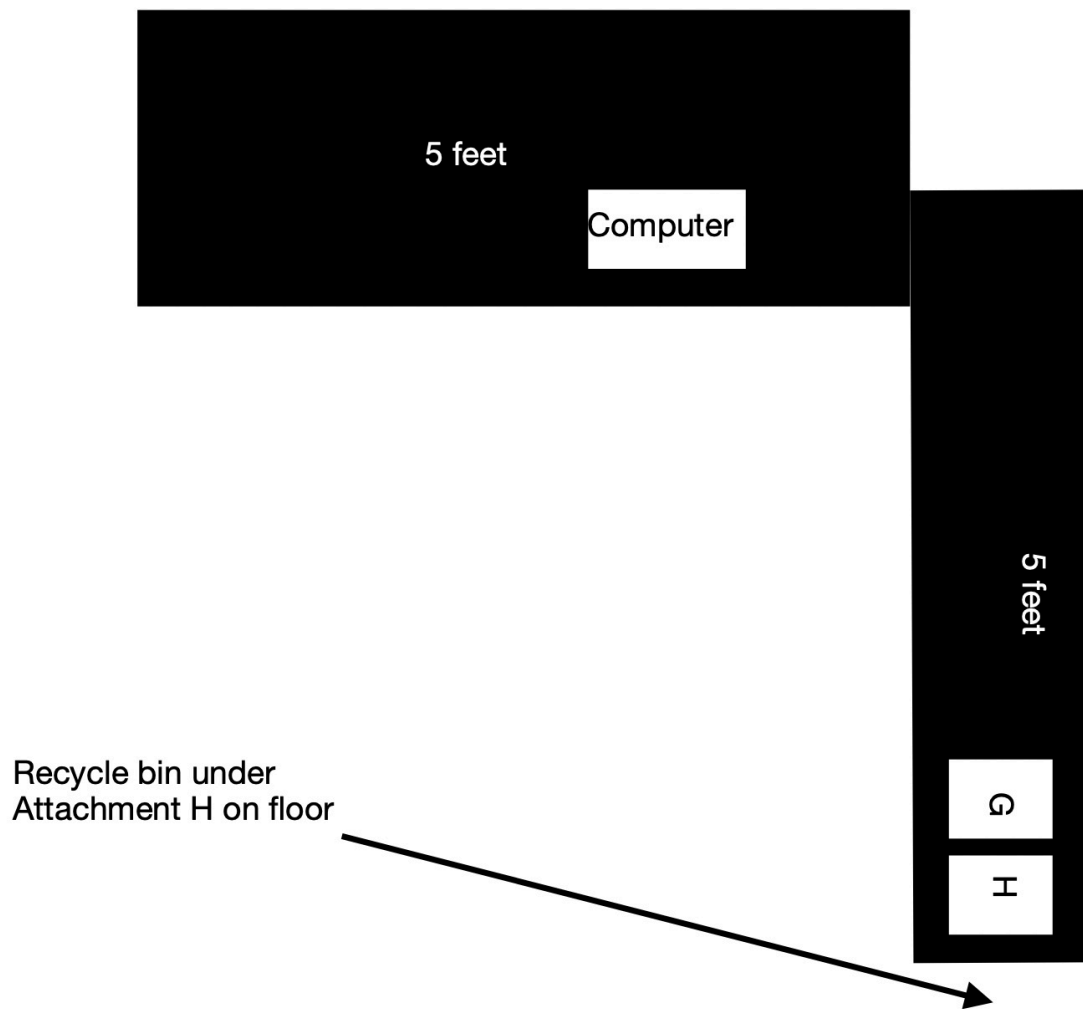 5 feet
Computer
5 feet
Recycle bin under
Attachment H on floor
G
H